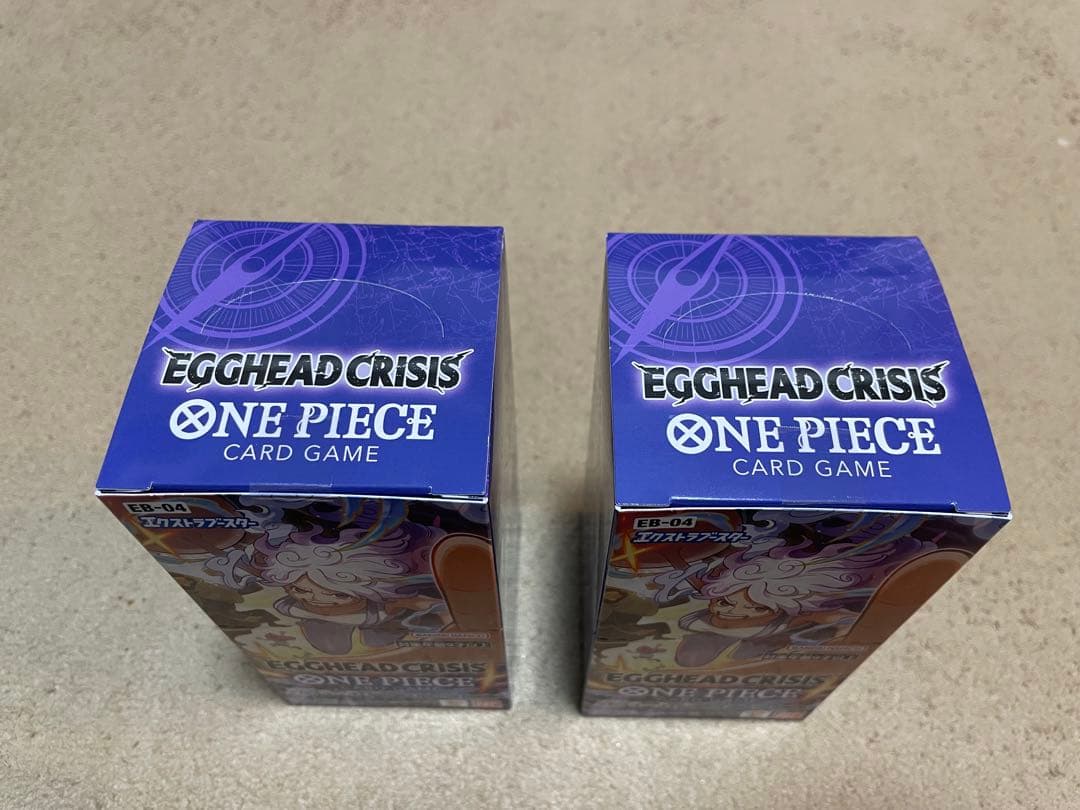 EGGHEAD CRISIS
ONE PIECE
CARD GAME
EB-04
エクストラブースター
EGGHEAD CRISIS
ONE PIECE
EGGHEAD CRISIS
ONE PIECE
CARD GAME
EB-04
エクストラブースター
EGGHEAD CRISIS
ONE PIECE